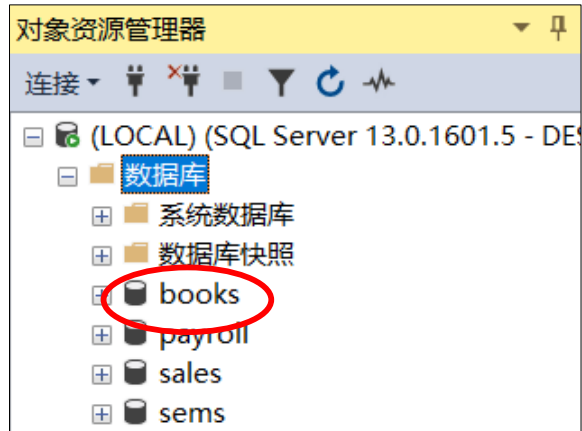 对象资源管理器
连接
(LOCAL) (SQL Server 13.0.1601.5 - DES
数据库
系统数据库
数据库快照
books
payroll
sales
sems